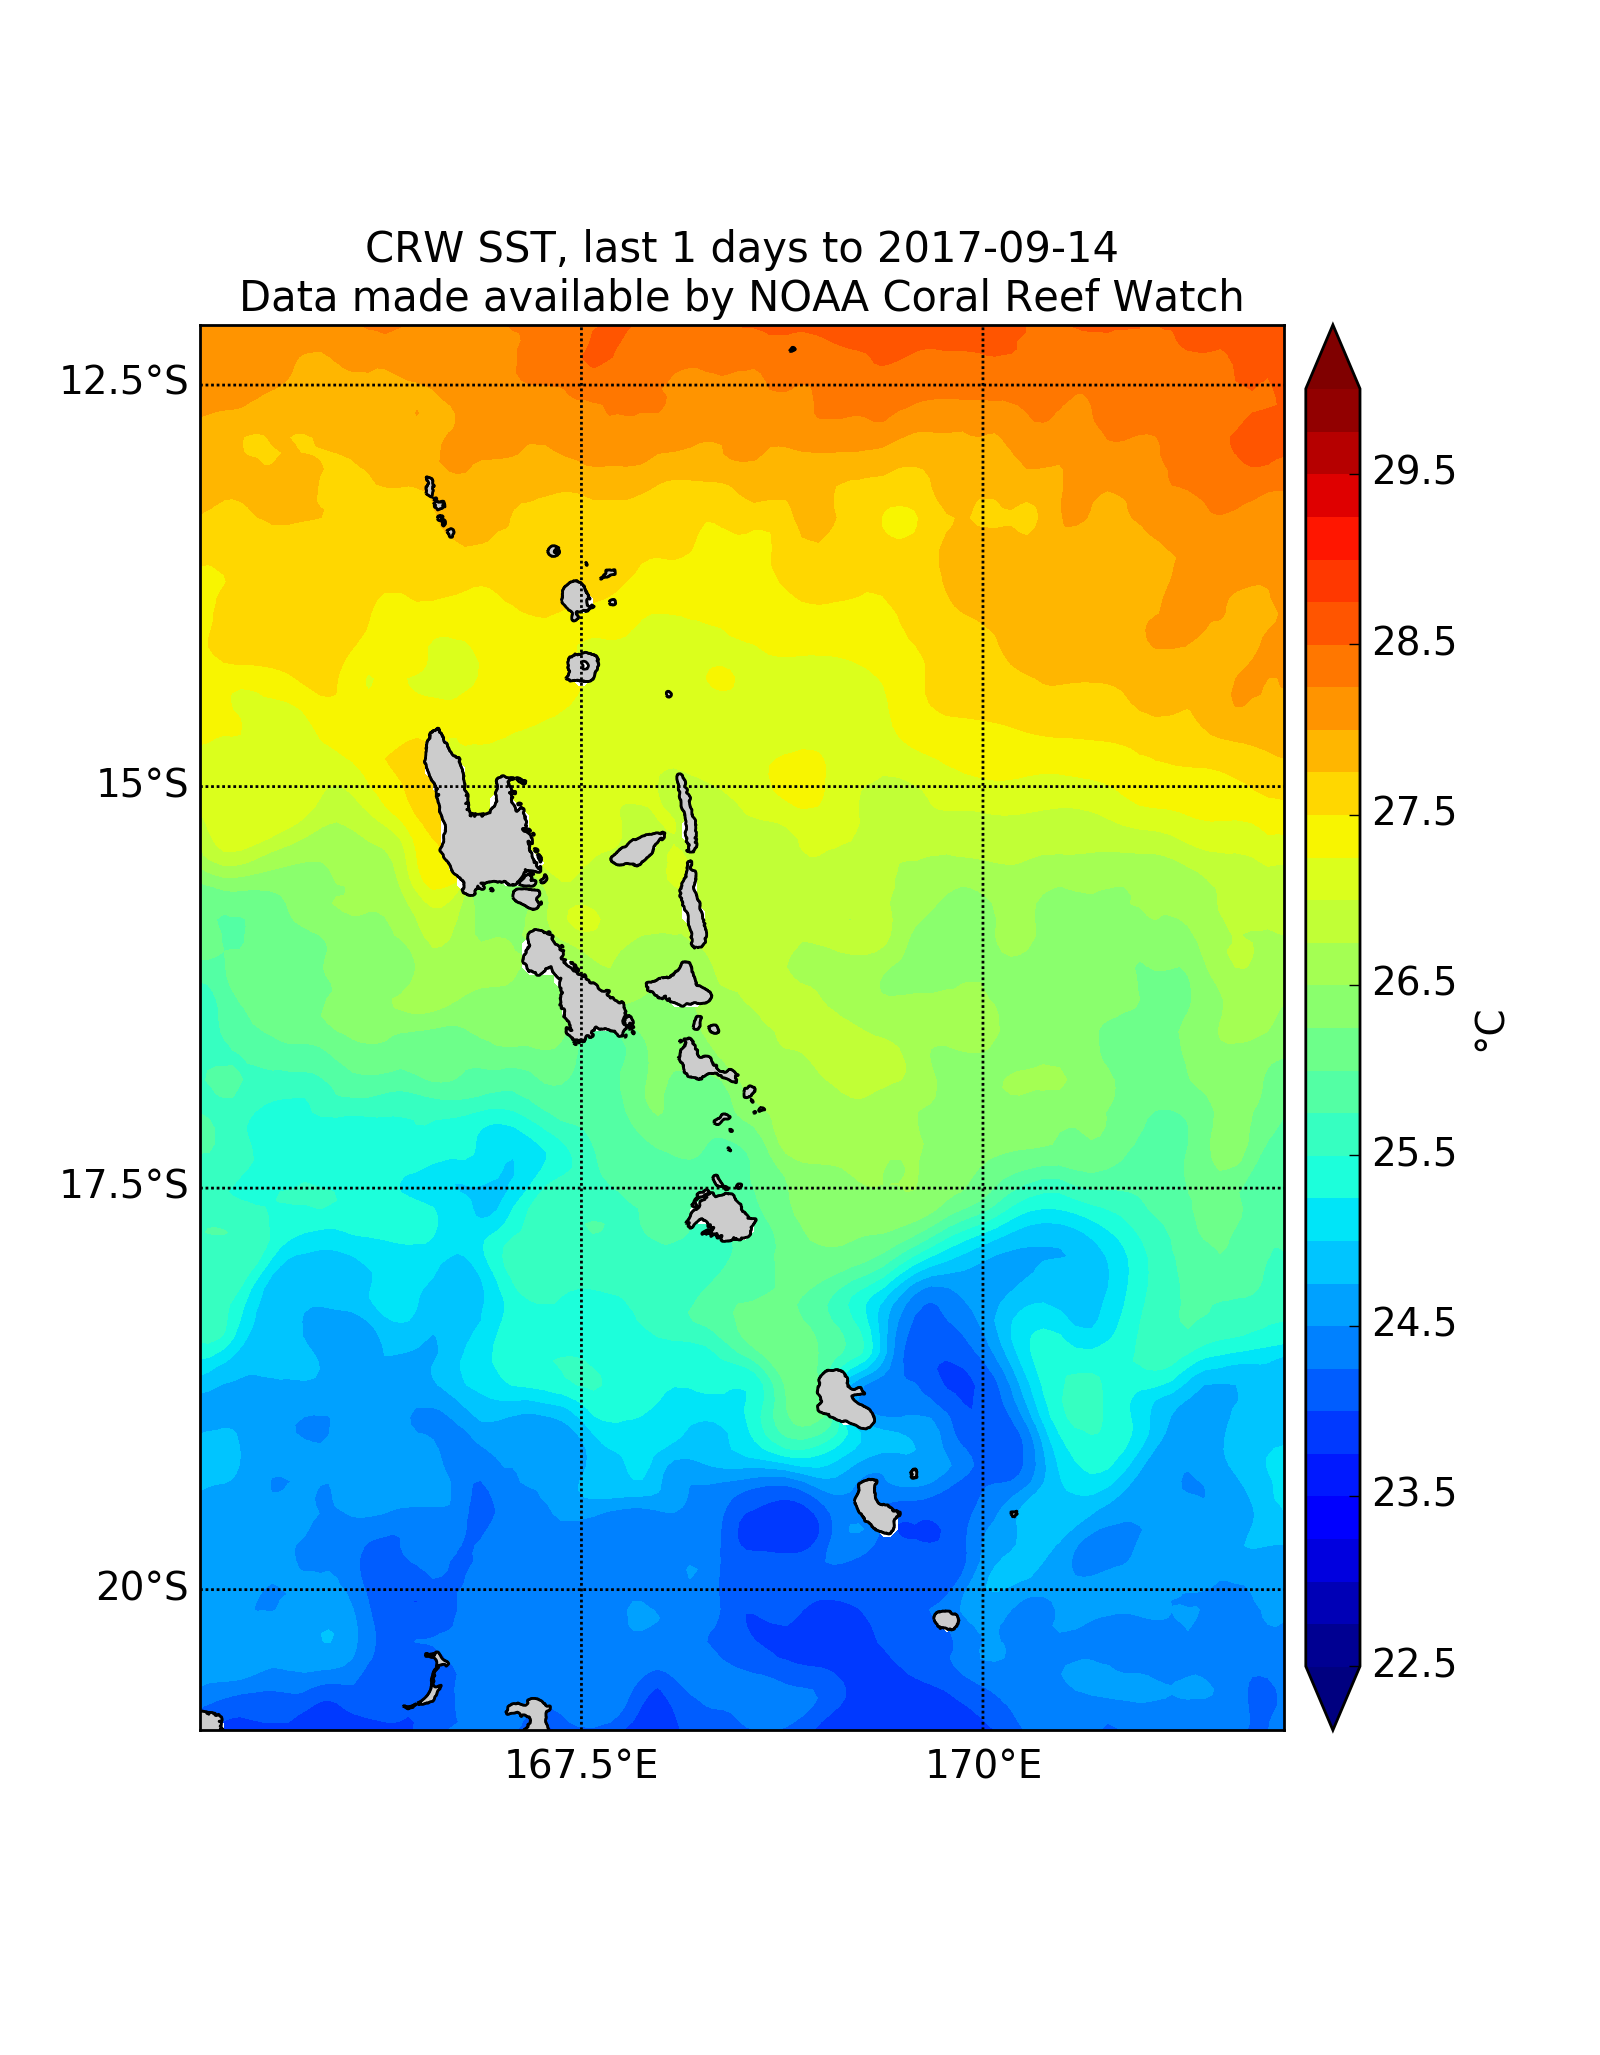 CRW SST, last 1 days to 2017-09-14
Data made available by NOAA Coral Reef Watch
12.5°S
15°S
17.5°S
20°S
167.5°E
170°E
29.5
28.5
27.5
26.5
25.5
24.5
23.5
22.5
°C